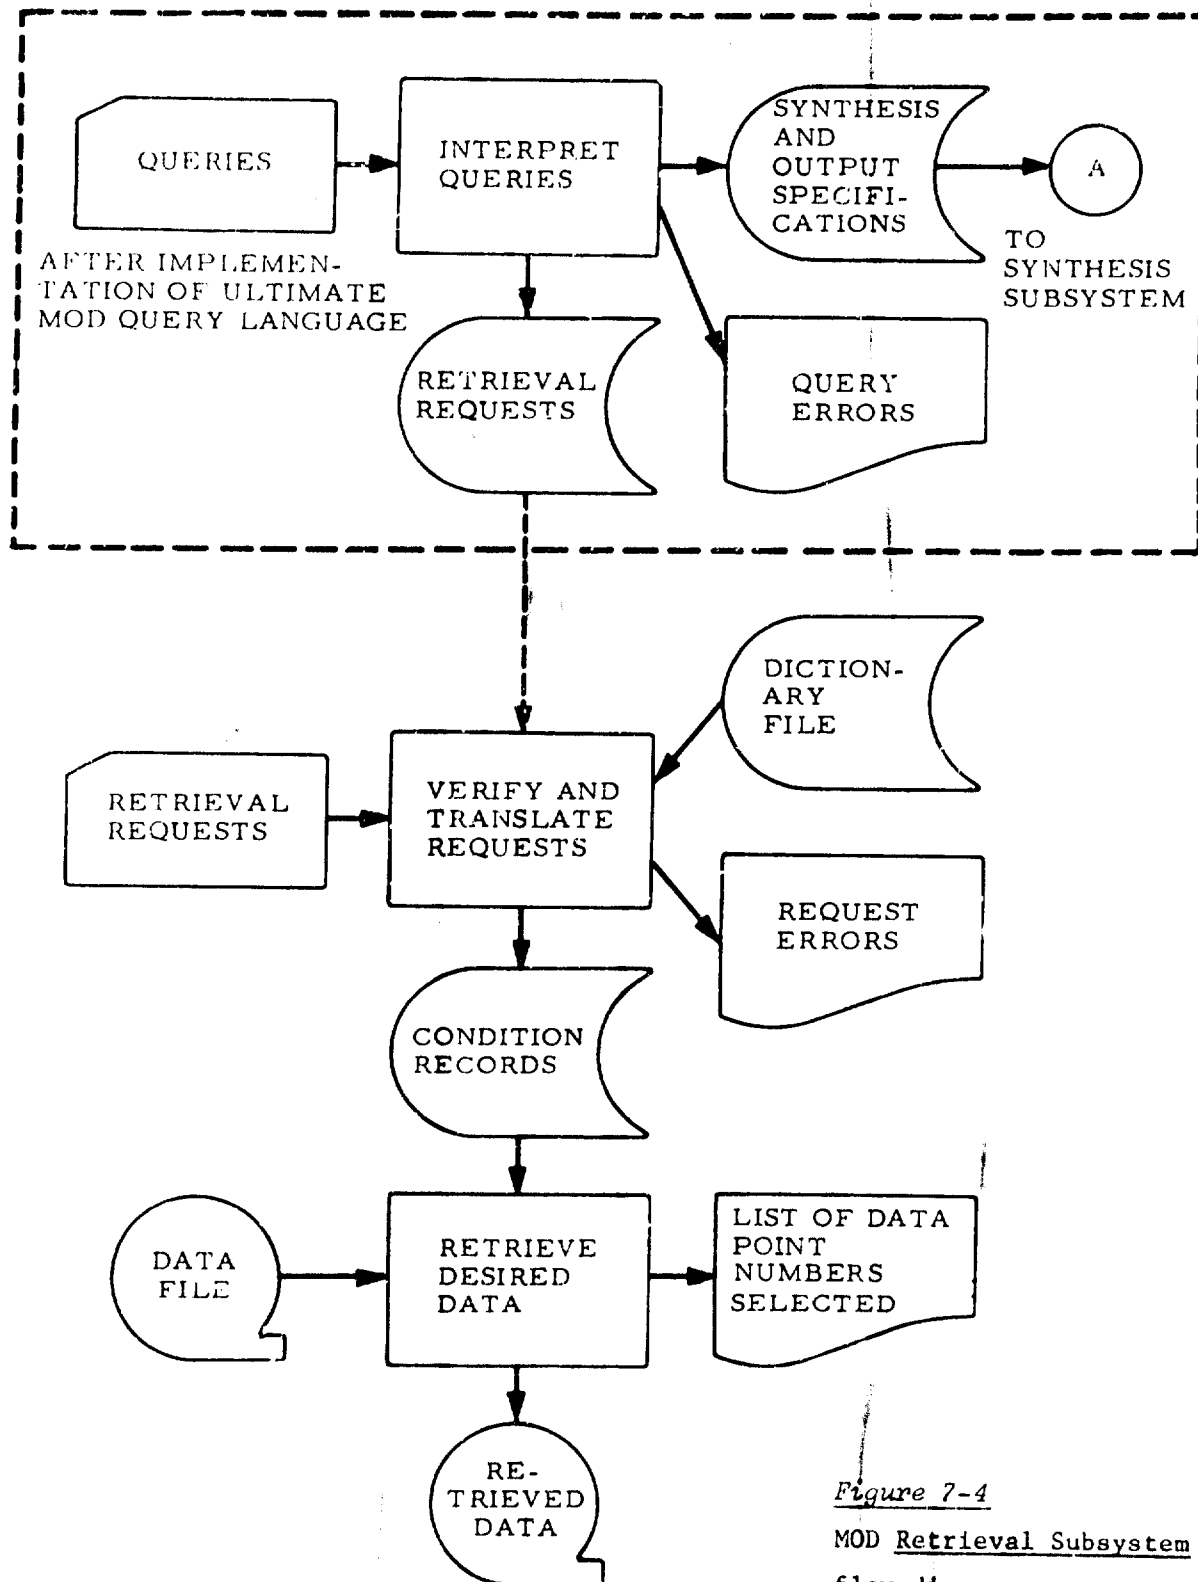 QUERIES
INTERPRET
QUERIES
SYNTHESIS
AND
OUTPUT
SPECIFI-
CATIONS
A
AFTER IMPLEMEN-
TATION OF ULTIMATE
MOD QUERY LANGUAGE
TO
SYNTHESIS
SUBSYSTEM
RETRIEVAL
REQUESTS
QUERY
ERRORS
DICTION-
ARY
FILE
RETRIEVAL
REQUESTS
VERIFY AND
TRANSLATE
REQUESTS
REQUEST
ERRORS
CONDITION
RECORDS
DATA
FILE
RETRIEVE
DESIRED
DATA
LIST OF DATA
POINT
NUMBERS
SELECTED
RE-
TRIEVED
DATA
Figure 7-4
MOD Retrieval Subsystem